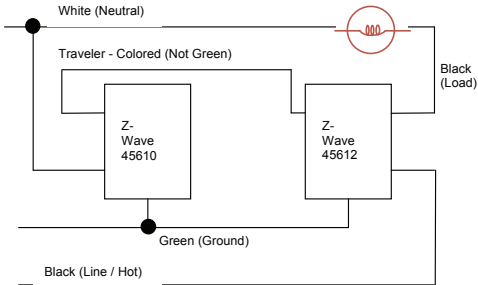 White (Neutral)
Traveler - Colored (Not Green)
Black
(Load)
Z-
Wave
45610
Z-
Wave
45612
Green (Ground)
Black (Line / Hot)